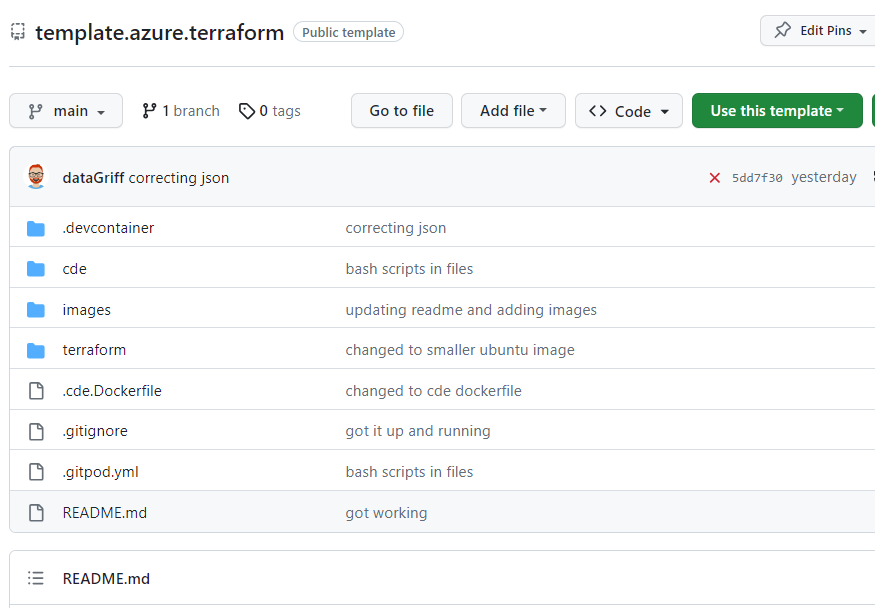 template.azure.terraform Public template Edit Pins
main 1 branch 0 tags Go to file Add file Code Use this template
dataGriff correcting json 5dd7f30 yesterday
.devcontainer correcting json
cde bash scripts in files
images updating readme and adding images
terraform changed to smaller ubuntu image
.cde.Dockerfile changed to cde dockerfile
.gitignore got it up and running
.gitpod.yml bash scripts in files
README.md got working
README.md